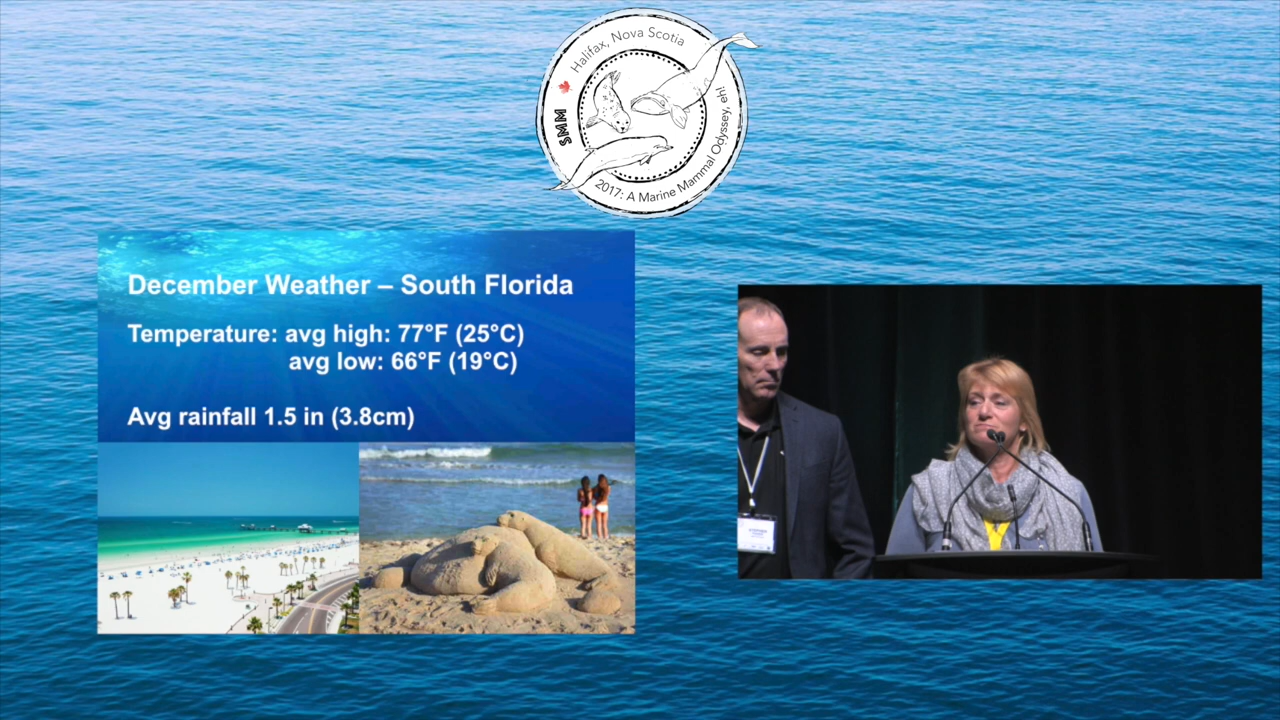 Halifax, Nova Scotia
SMM
2017: A Marine Mammal Odyssey, eh!
December Weather – South Florida
Temperature: avg high: 77°F (25°C)
avg low: 66°F (19°C)
Avg rainfall 1.5 in (3.8cm)